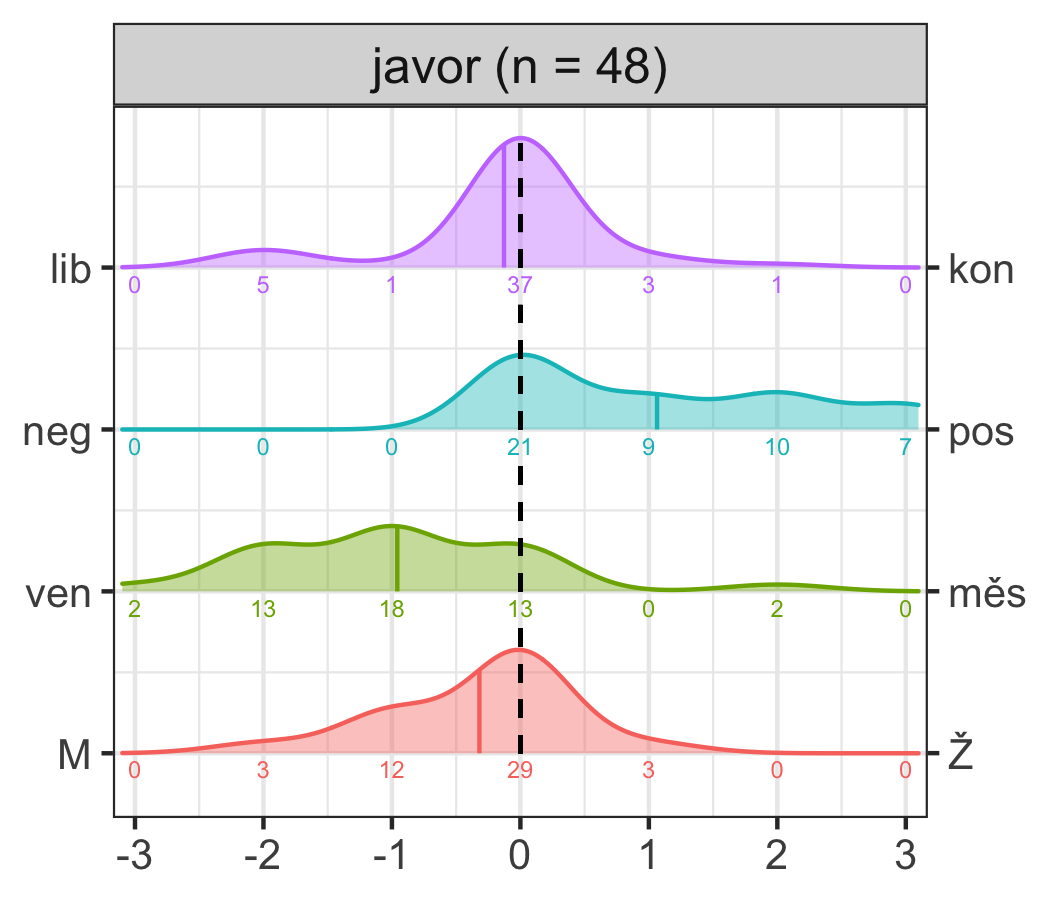 javor (n = 48)
lib kon
0 5 1 37 3 1 0
neg pos
0 0 0 21 9 10 7
ven měs
2 13 18 13 0 2 0
M Ž
0 3 12 29 3 0 0
-3 -2 -1 0 1 2 3